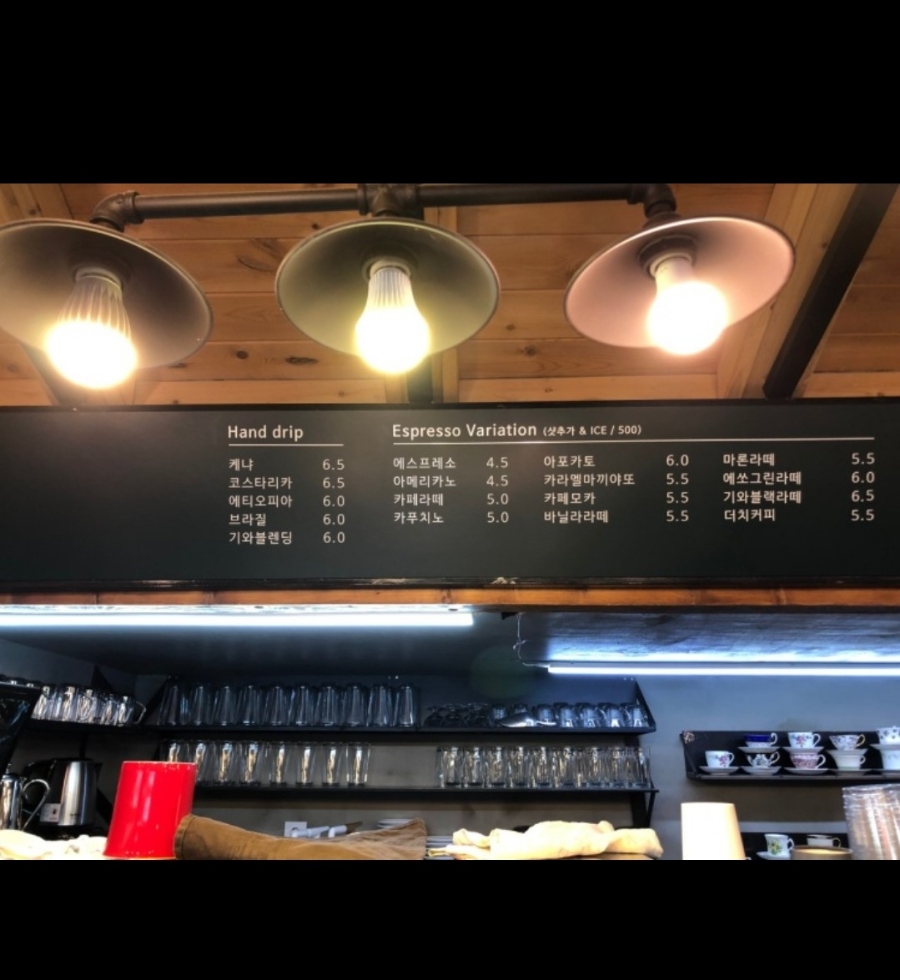 Hand drip
케냐 6.5
코스타리카 6.5
에티오피아 6.0
브라질 6.0
기와블렌딩 6.0
Espresso Variation (샷추가 & ICE / 500)
에스프레소 4.5
아메리카노 4.5
카페라떼 5.0
카푸치노 5.0
아포카토 6.0
카라멜마끼야또 5.5
카페모카 5.5
바닐라라떼 5.5
마론라떼 5.5
에쏘그린라떼 6.0
기와블랙라떼 6.5
더치커피 5.5